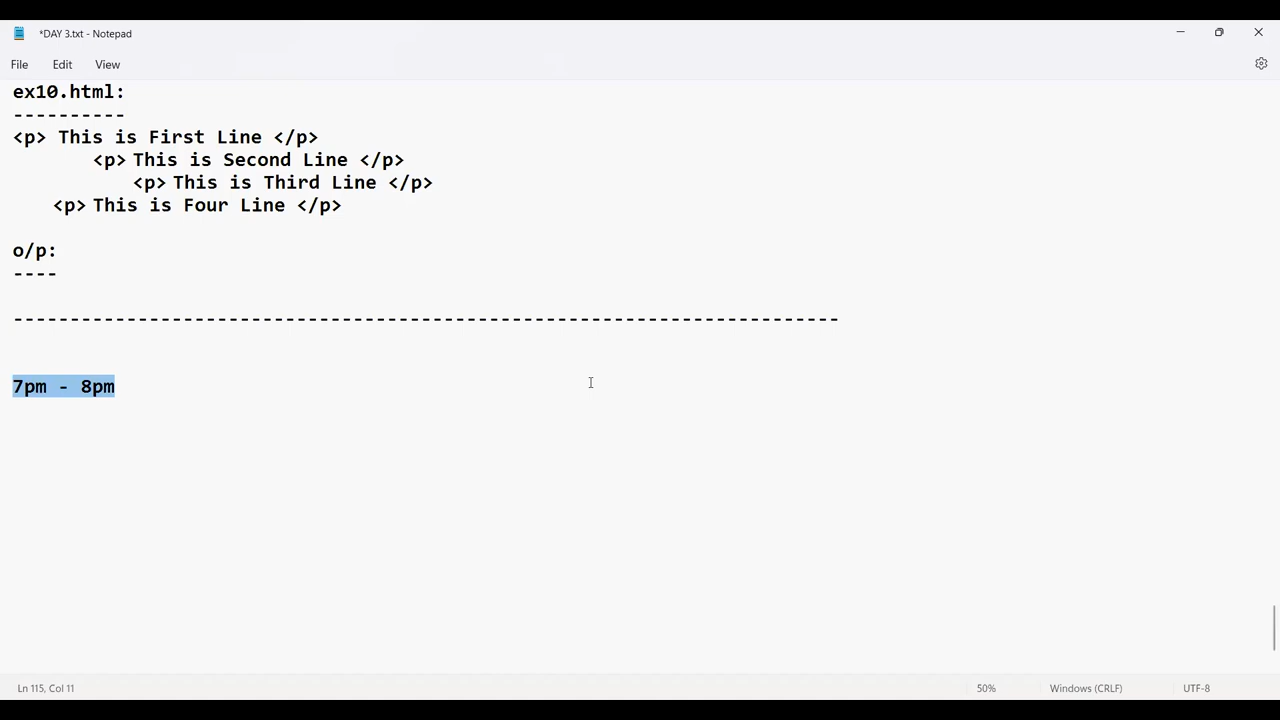 *DAY 3.txt - Notepad
File Edit View
ex10.html:
----------
<p> This is First Line </p>
<p> This is Second Line </p>
<p> This is Third Line </p>
<p> This is Four Line </p>
o/p:
----
-------------------------------------------------------------------------
7pm - 8pm
Ln 115, Col 11 50% Windows (CRLF) UTF-8